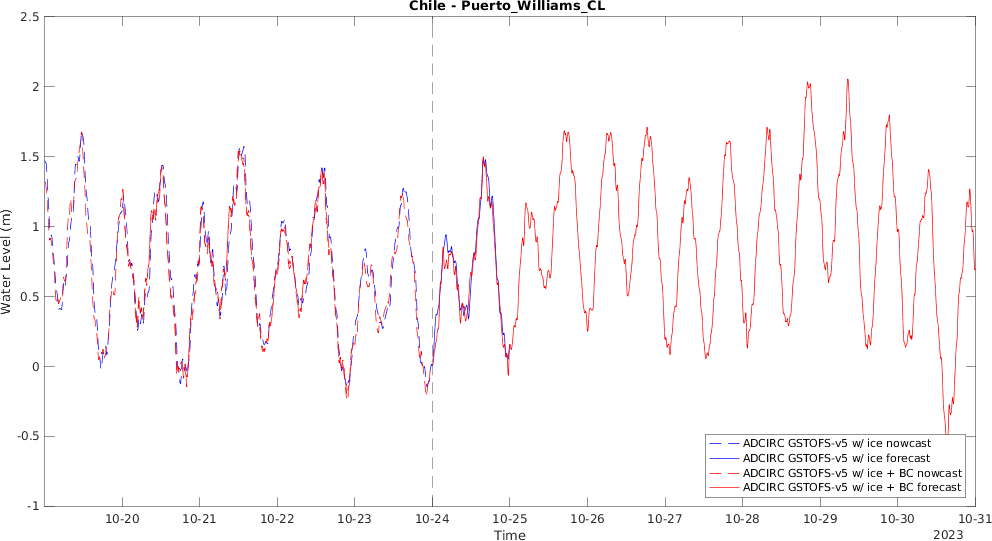 Chile - Puerto_Williams_CL
2.5
2
1.5
1
0.5
0
-0.5
-1
Water Level (m)
ADCIRC GSTOFS-v5 w/ ice nowcast
ADCIRC GSTOFS-v5 w/ ice forecast
ADCIRC GSTOFS-v5 w/ ice + BC nowcast
ADCIRC GSTOFS-v5 w/ ice + BC forecast
10-20 10-21 10-22 10-23 10-24 10-25 10-26 10-27 10-28 10-29 10-30 10-31
Time
2023